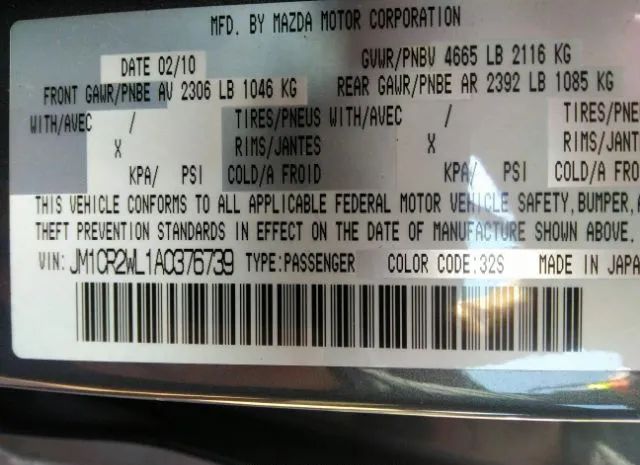 MFD. BY MAZDA MOTOR CORPORATION
DATE 02/10 GVWR/PNBV 4665 LB 2116 KG
FRONT GAWR/PNBE AV 2306 LB 1046 KG REAR GAWR/PNBE AR 2392 LB 1085 KG
WITH/AVEC / TIRES/PNEUS WITH/AVEC / TIRES/PNE
X RIMS/JANTES X RIMS/JANTES
KPA/ PSI COLD/A FROID KPA/ PSI COLD/A FROID
THIS VEHICLE CONFORMS TO ALL APPLICABLE FEDERAL MOTOR VEHICLE SAFETY, BUMPER, A
THEFT PREVENTION STANDARDS IN EFFECT ON THE DATE OF MANUFACTURE SHOWN ABOVE.
VIN: JM1CR2WL1A0376739 TYPE:PASSENGER COLOR CODE:32S MADE IN JAPA